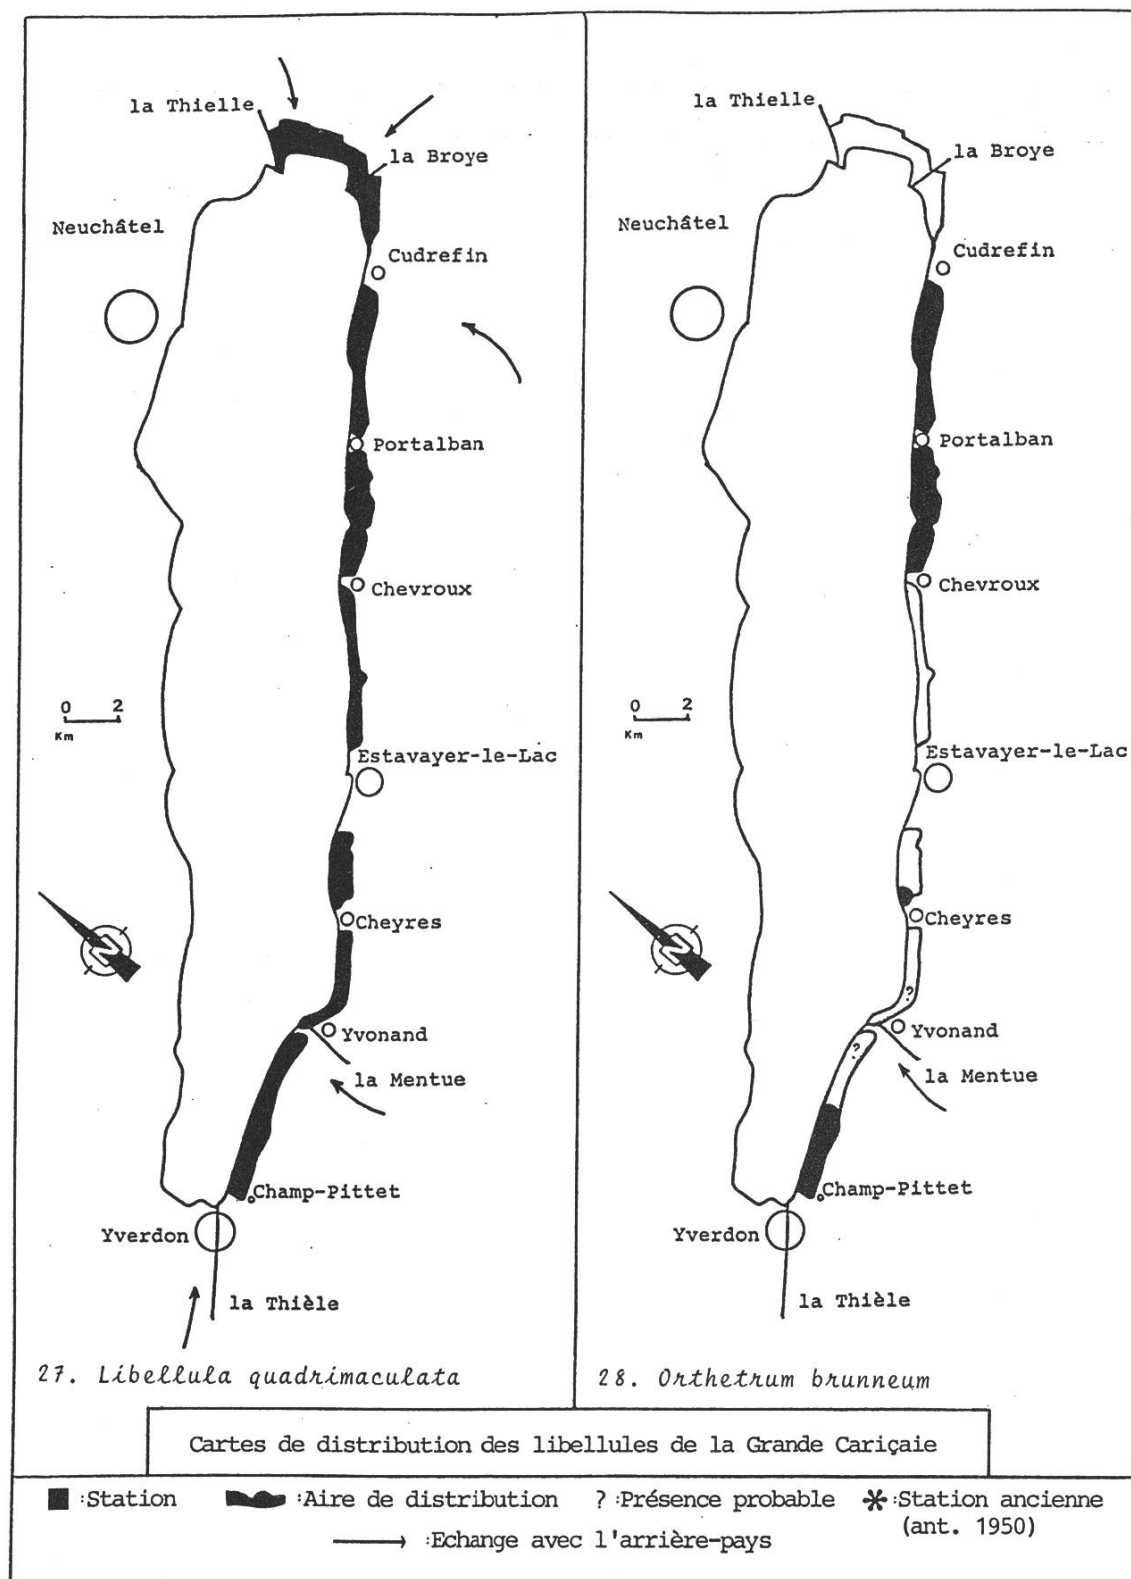 la Thielle
la Broye
Neuchâtel
Cudrefin
Portalban
Chevroux
0 2
Km
Estavayer-le-Lac
N
Cheyres
Yvonand
la Mentue
Champ-Pittet
Yverdon
la Thièle
27. Libellula quadrimaculata
la Thielle
la Broye
Neuchâtel
Cudrefin
Portalban
Chevroux
0 2
Km
Estavayer-le-Lac
N
Cheyres
?
Yvonand
?
la Mentue
Champ-Pittet
Yverdon
la Thièle
28. Orthetrum brunneum
Cartes de distribution des libellules de la Grande Cariçaie
:Station :Aire de distribution ? :Présence probable :Station ancienne
(ant. 1950)
:Echange avec l'arrière-pays